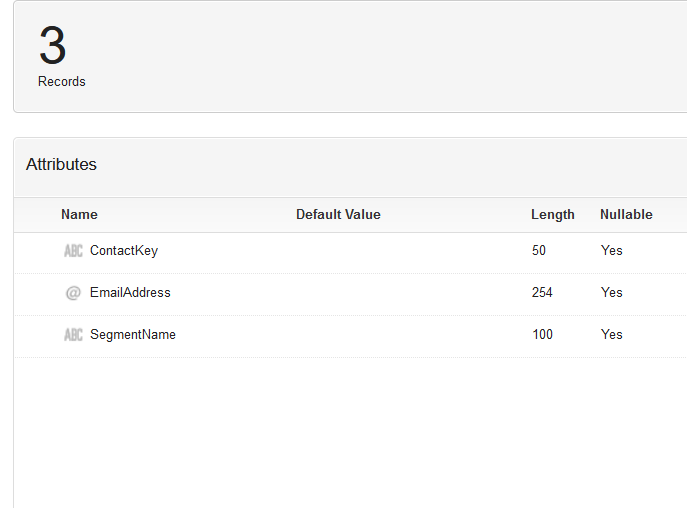 3
Records
Attributes
Name Default Value Length Nullable
ABC ContactKey 50 Yes
@ EmailAddress 254 Yes
ABC SegmentName 100 Yes